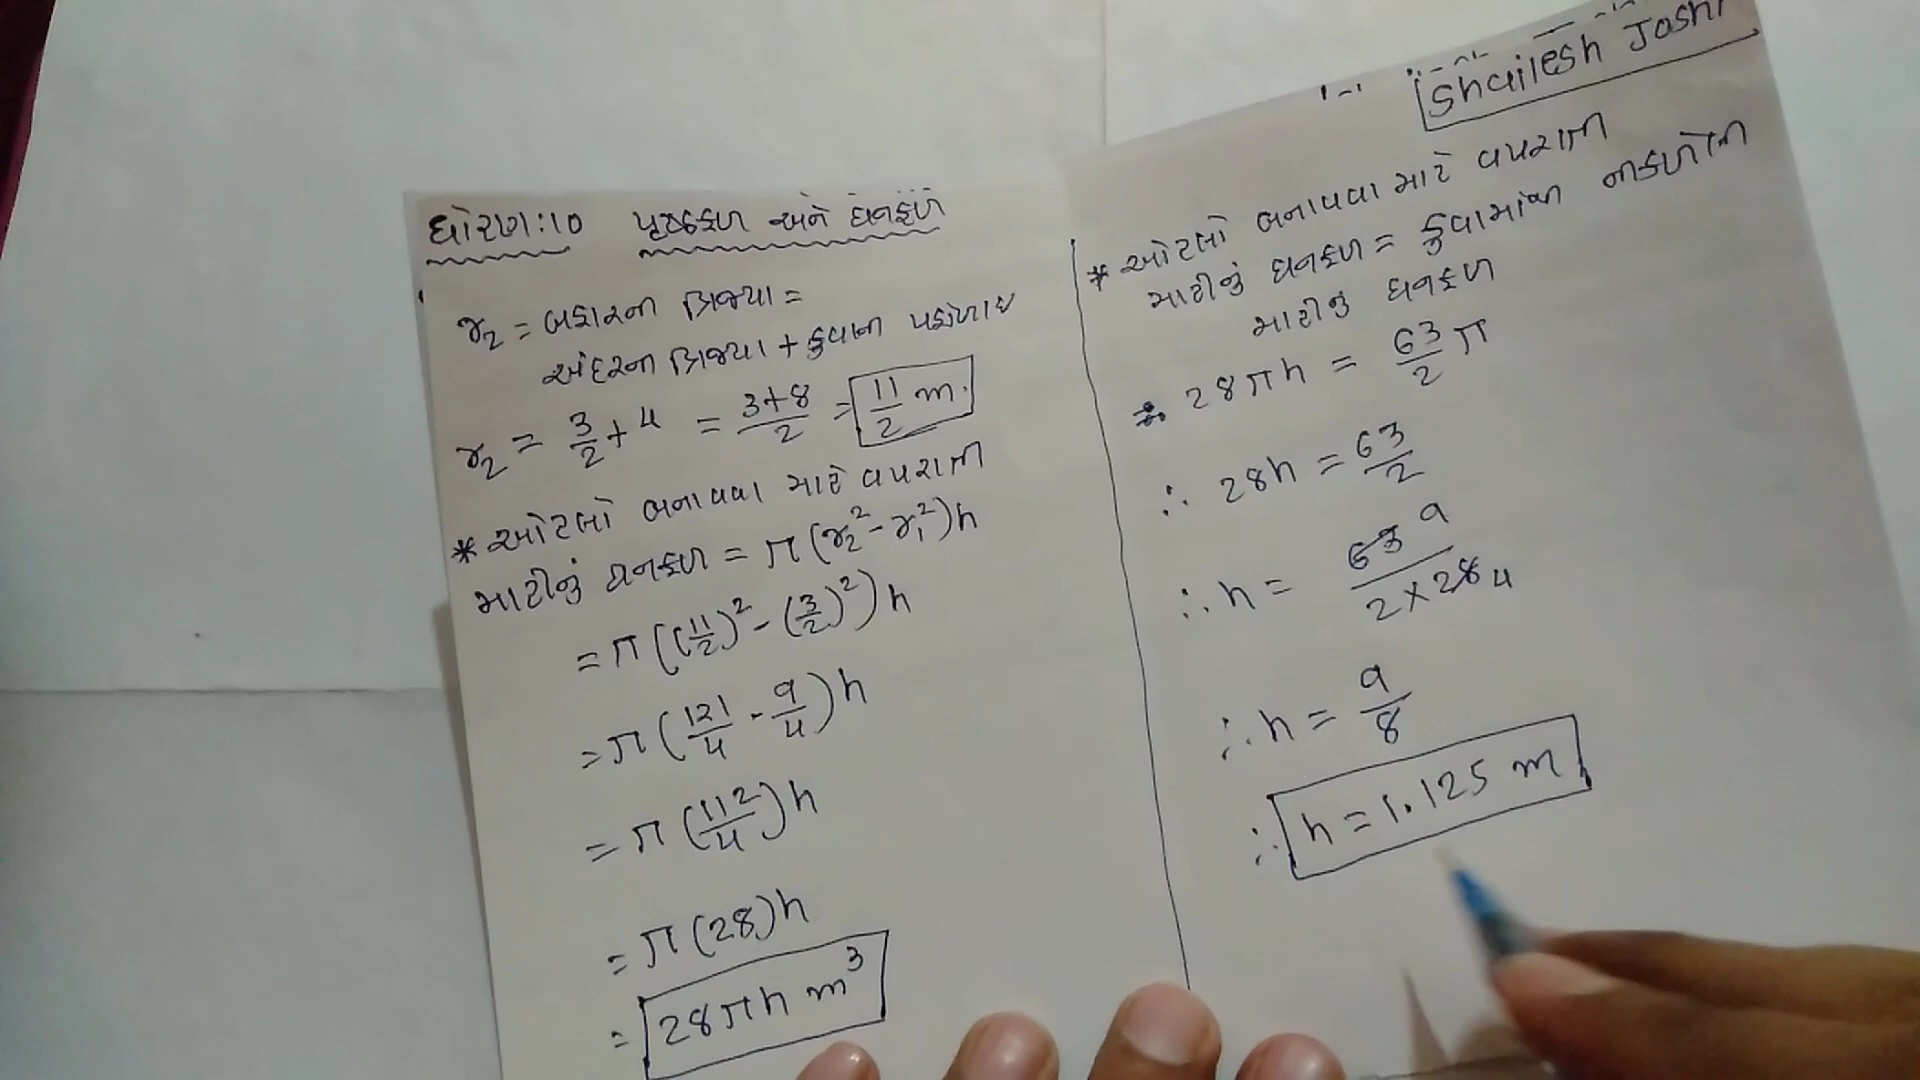 ધોરણ:10 પૃષ્ઠફળ અને ઘનફળ
r₂ = બહારની ત્રિજ્યા =
અંદરની ત્રિજ્યા + કુવાની પહોળાઇ
r₂ = 3/2 + 4 = (3+8)/2 = 11/2 m.
* ઓટલો બનાવવા માટે વપરાતી
માટીનું ઘનફળ = π(r₂² - r₁²)h
= π((11/2)² - (3/2)²)h
= π(121/4 - 9/4)h
= π(112/4)h
= π(28)h
= 28πh m³
Shailesh Joshi
* ઓટલો બનાવવા માટે વપરાતી
માટીનું ઘનફળ = કુવામાંથી નીકળેલી
માટીનું ઘનફળ
∴ 28πh = 63/2 π
∴ 28h = 63/2
∴ h = 63 9 / 2×28 4
∴ h = 9/8
∴ h = 1.125 m